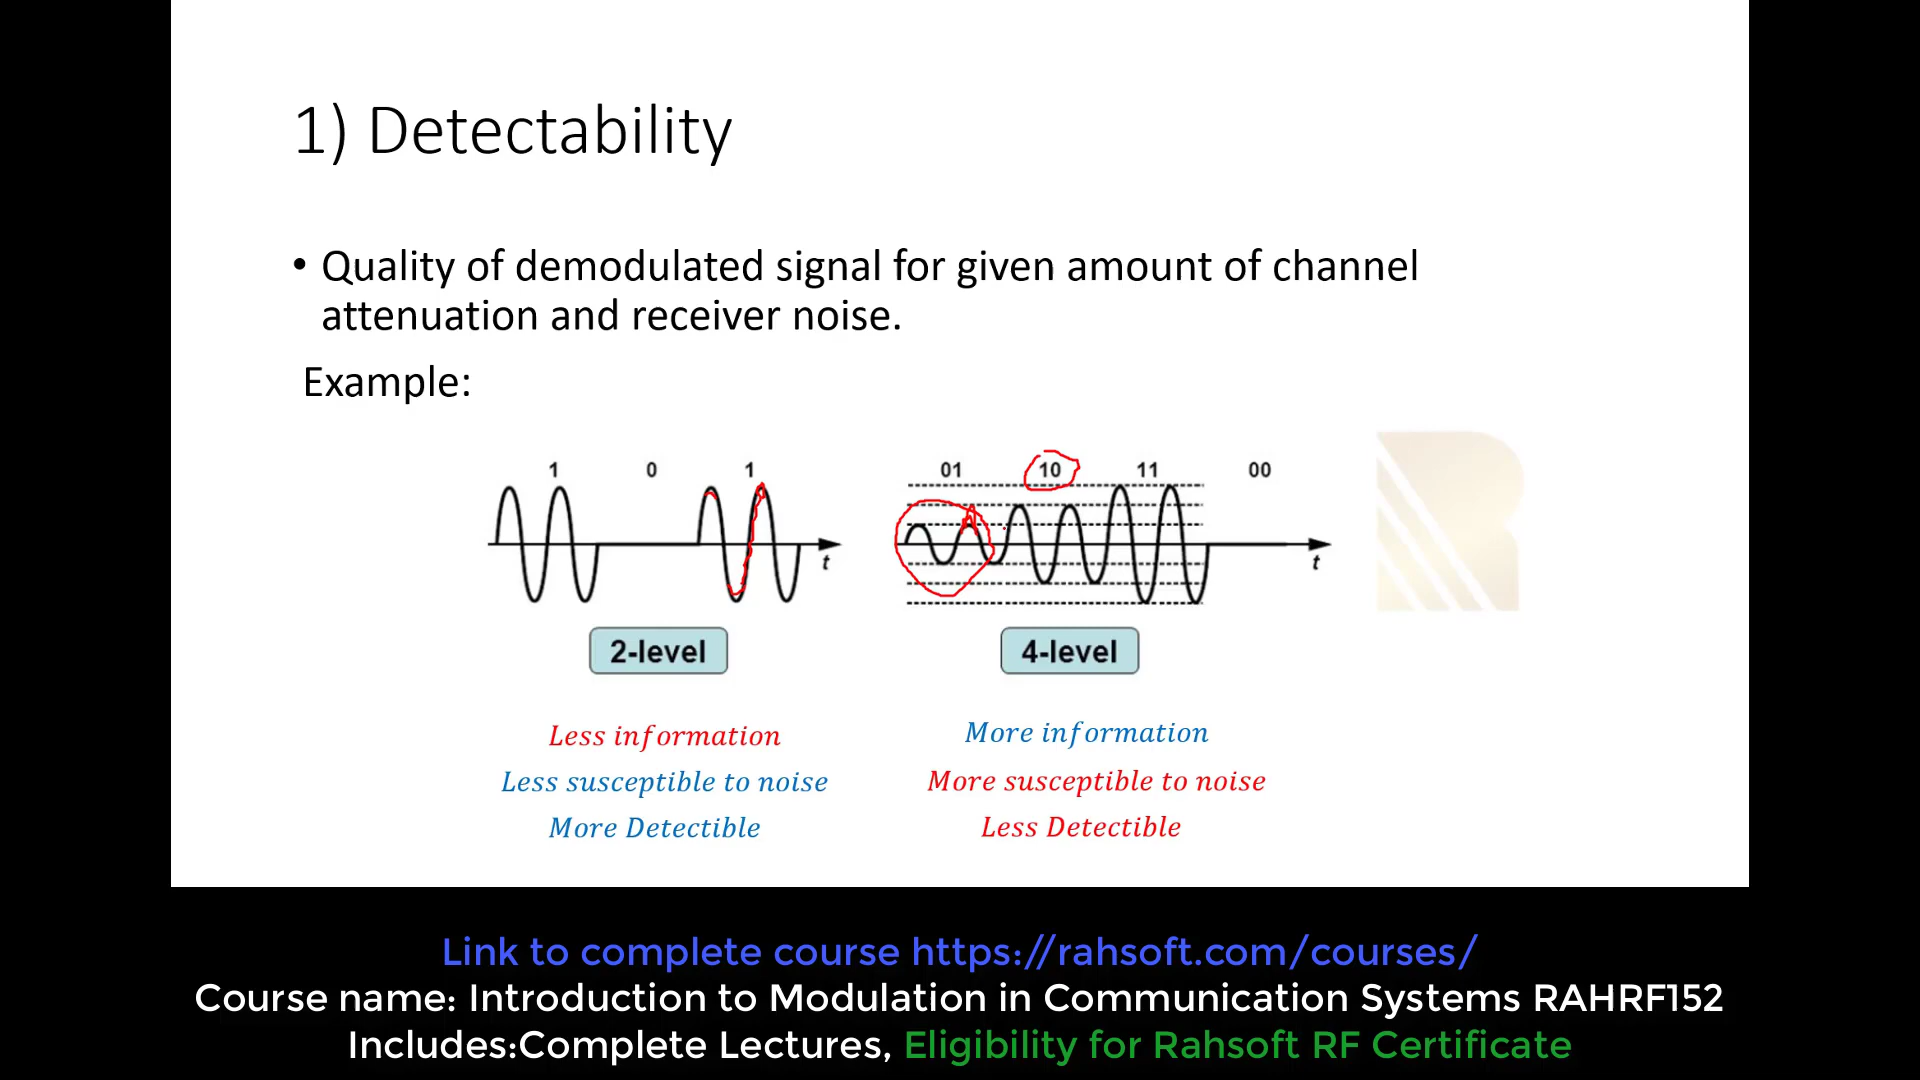 1) Detectability
• Quality of demodulated signal for given amount of channel
attenuation and receiver noise.
Example:
1 0 1
01 10 11 00
t
t
2-level
4-level
Less information
Less susceptible to noise
More Detectible
More information
More susceptible to noise
Less Detectible
Link to complete course https://rahsoft.com/courses/
Course name: Introduction to Modulation in Communication Systems RAHRF152
Includes:Complete Lectures, Eligibility for Rahsoft RF Certificate